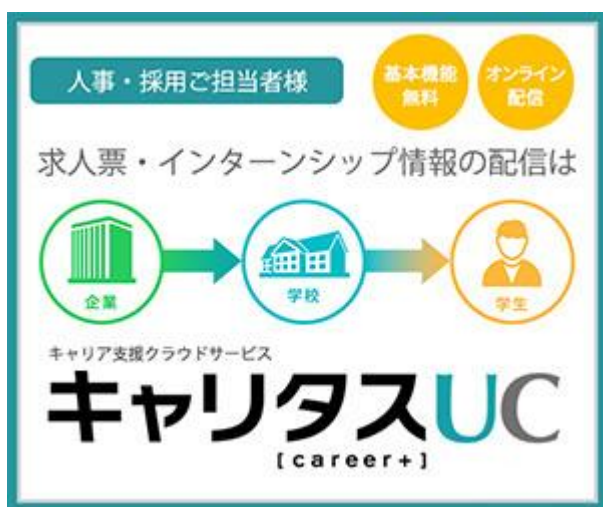 人事・採用ご担当者様
基本機能
無料
オンライン
配信
求人票・インターンシップ情報の配信は
企業
学校
学生
キャリア支援クラウドサービス
キャリタスUC
[career+]